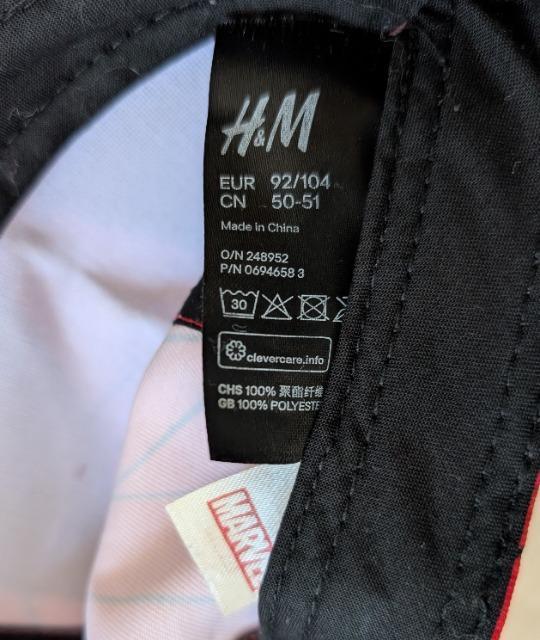 H&M
EUR 92/104
CN 50-51
Made in China
O/N 248952
P/N 0694658 3
30
clevercare.info
CHS 100% 聚酯纤维
GB 100% POLYESTE
MARVEL